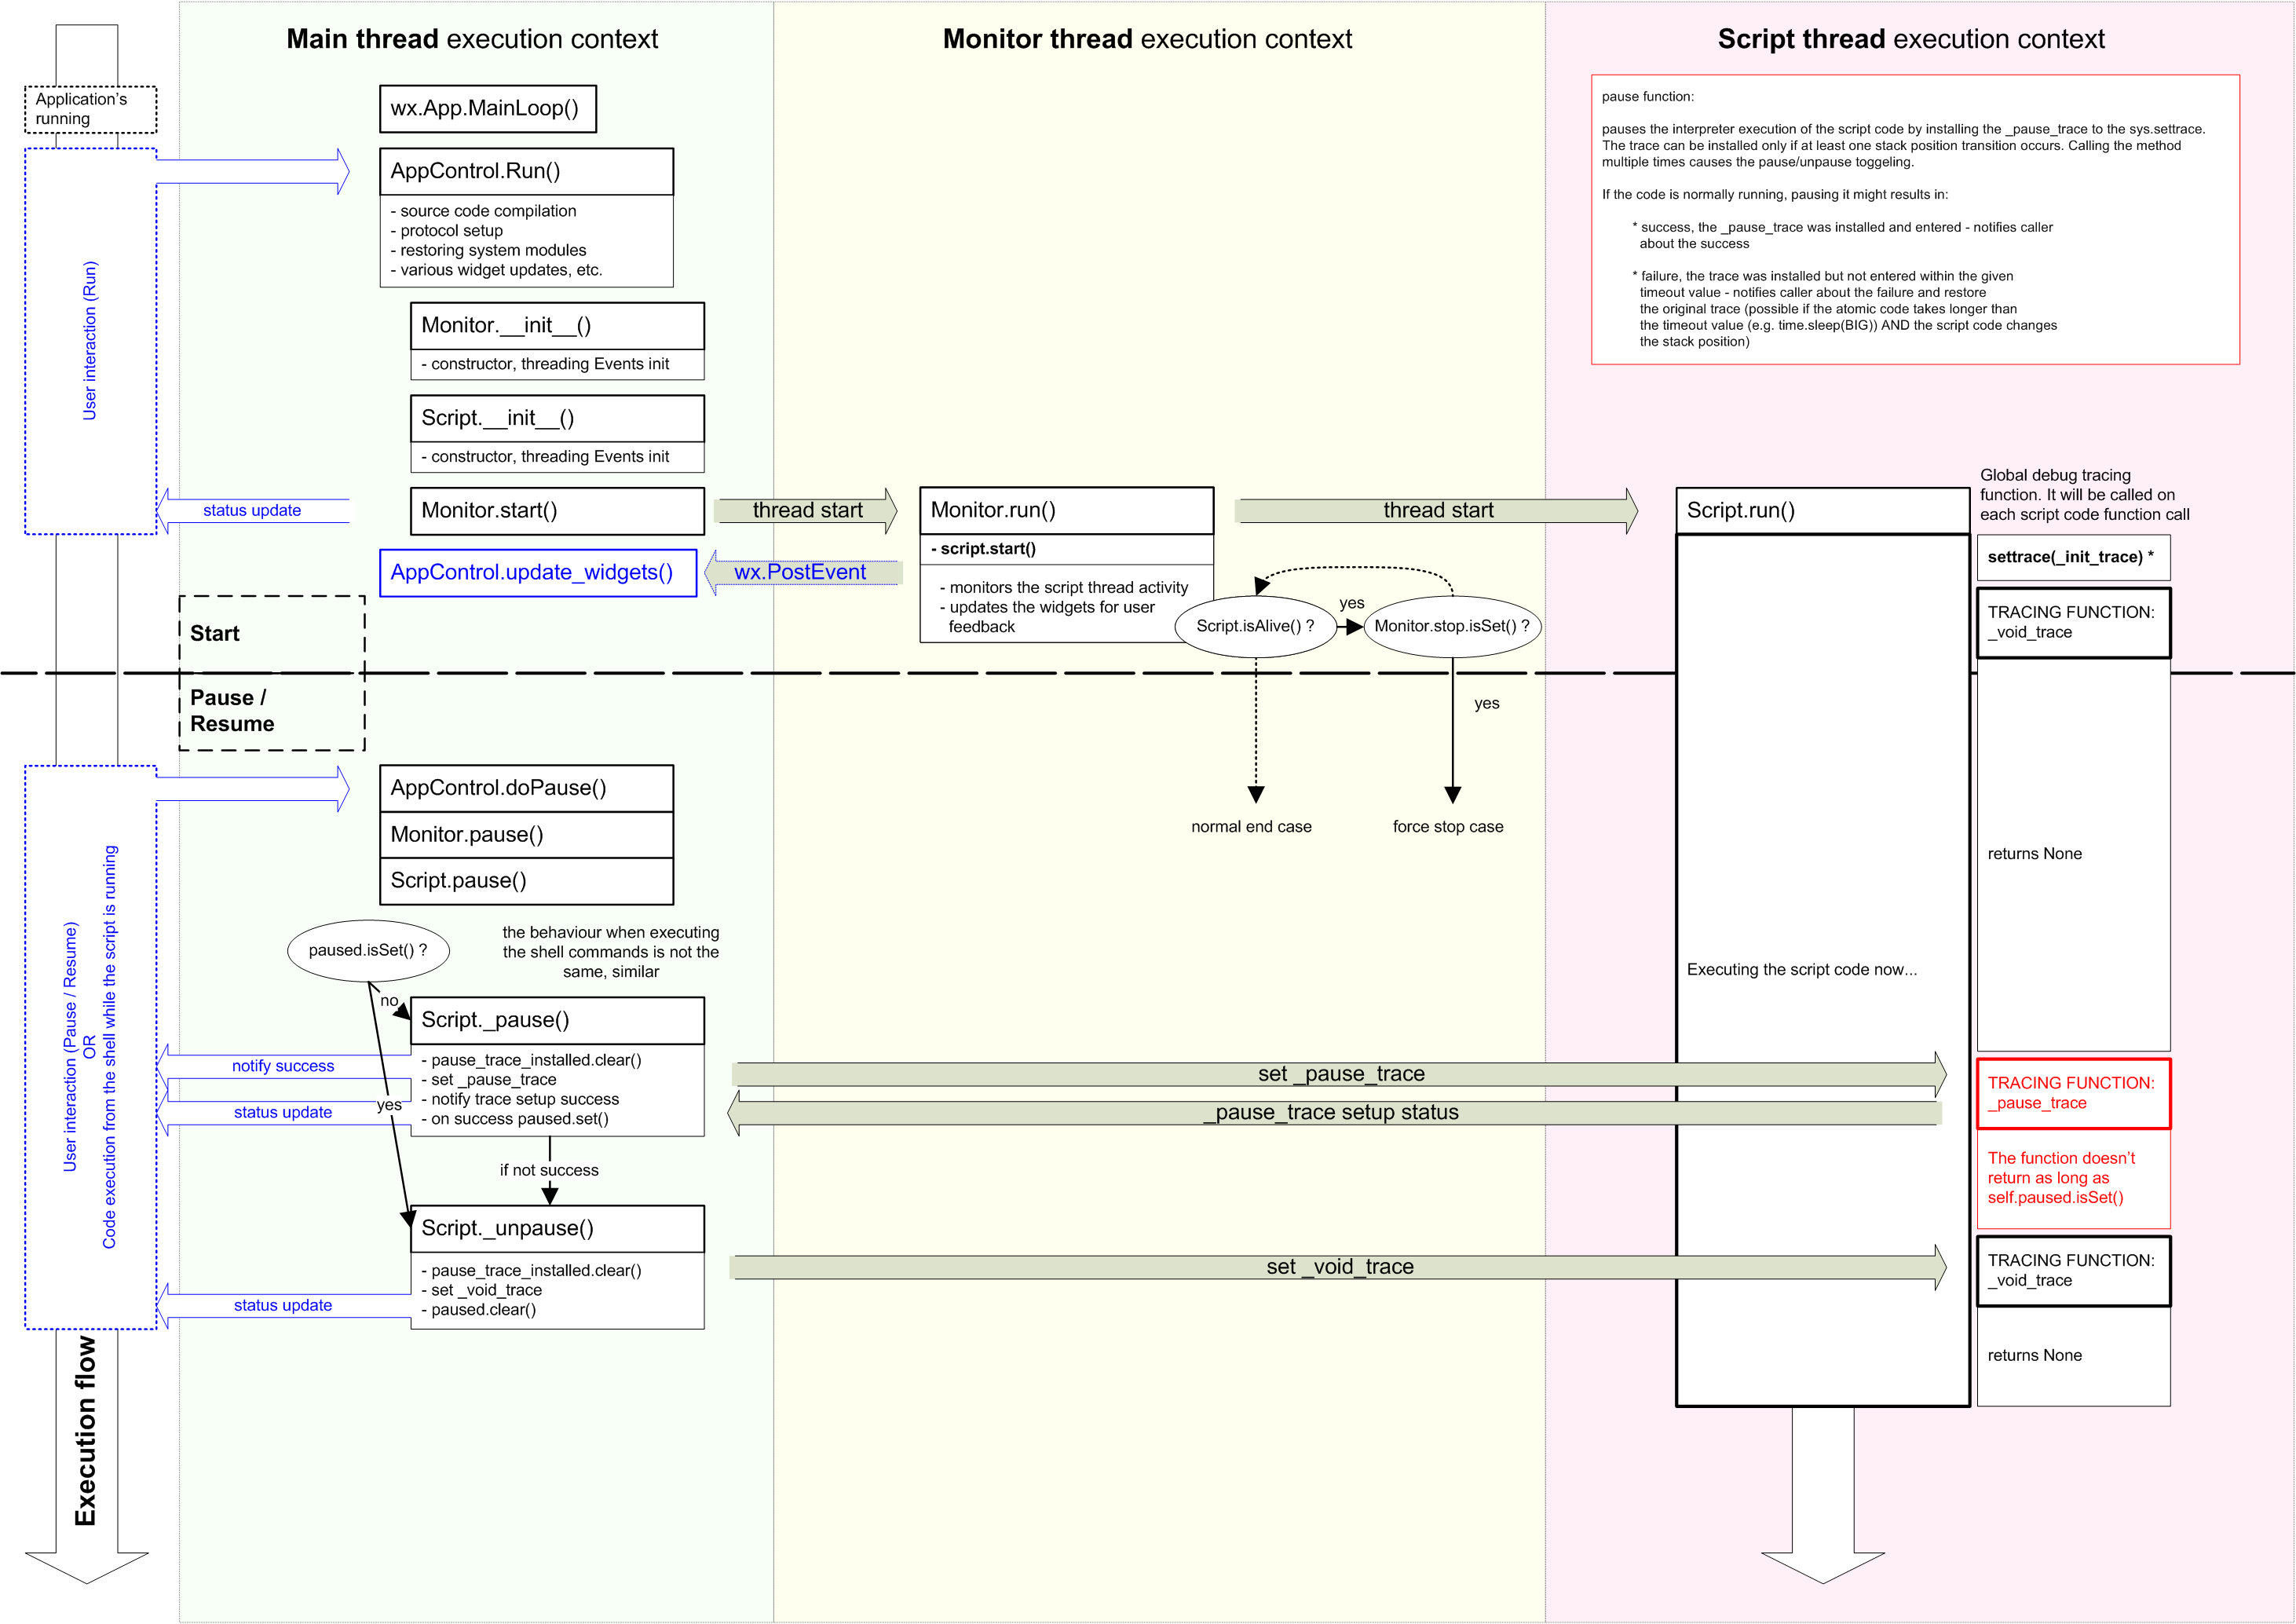 Main thread execution context
Monitor thread execution context
Script thread execution context
Application's
running
wx.App.MainLoop()
User interaction (Run)
AppControl.Run()
- source code compilation
- protocol setup
- restoring system modules
- various widget updates, etc.
Monitor.__init__()
- constructor, threading Events init
Script.__init__()
- constructor, threading Events init
status update
Monitor.start()
thread start
Monitor.run()
- script.start()
- monitors the script thread activity
- updates the widgets for user
feedback
thread start
AppControl.update_widgets()
wx.PostEvent
Script.isAlive() ?
yes
Monitor.stop.isSet() ?
yes
normal end case
force stop case
pause function:
pauses the interpreter execution of the script code by installing the _pause_trace to the sys.settrace.
The trace can be installed only if at least one stack position transition occurs. Calling the method
multiple times causes the pause/unpause toggeling.
If the code is normally running, pausing it might results in:
* success, the _pause_trace was installed and entered - notifies caller
about the success
* failure, the trace was installed but not entered within the given
timeout value - notifies caller about the failure and restore
the original trace (possible if the atomic code takes longer than
the timeout value (e.g. time.sleep(BIG)) AND the script code changes
the stack position)
Script.run()
Global debug tracing
function. It will be called on
each script code function call
settrace(_init_trace) *
TRACING FUNCTION:
_void_trace
returns None
Executing the script code now...
Start
Pause /
Resume
User interaction (Pause / Resume)
OR
Code execution from the shell while the script is running
AppControl.doPause()
Monitor.pause()
Script.pause()
paused.isSet() ?
the behaviour when executing
the shell commands is not the
same, similar
no
yes
Script._pause()
- pause_trace_installed.clear()
- set _pause_trace
- notify trace setup success
- on success paused.set()
notify success
status update
set _pause_trace
_pause_trace setup status
TRACING FUNCTION:
_pause_trace
The function doesn't
return as long as
self.paused.isSet()
if not success
Script._unpause()
- pause_trace_installed.clear()
- set _void_trace
- paused.clear()
status update
set _void_trace
TRACING FUNCTION:
_void_trace
returns None
Execution flow